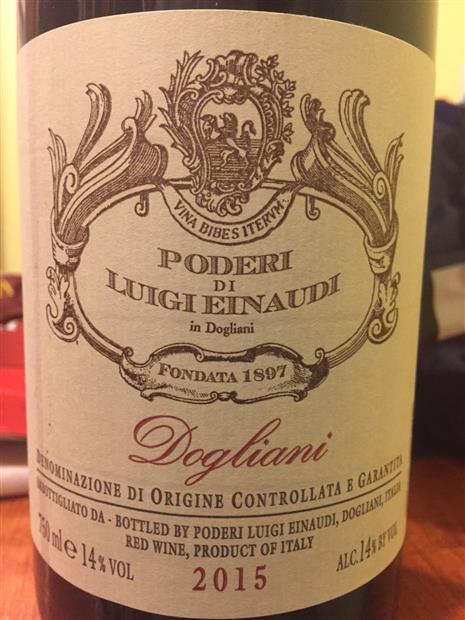 VINA BIBES ITERVM
PODERI
DI
LUIGI EINAUDI
in Dogliani
FONDATA 1897
Dogliani
DENOMINAZIONE DI ORIGINE CONTROLLATA E GARANTITA
IMBOTTIGLIATO DA - BOTTLED BY PODERI LUIGI EINAUDI, DOGLIANI, ITALIA
RED WINE, PRODUCT OF ITALY
750 ml e 14% VOL
ALC. 14% BY VOL
2015